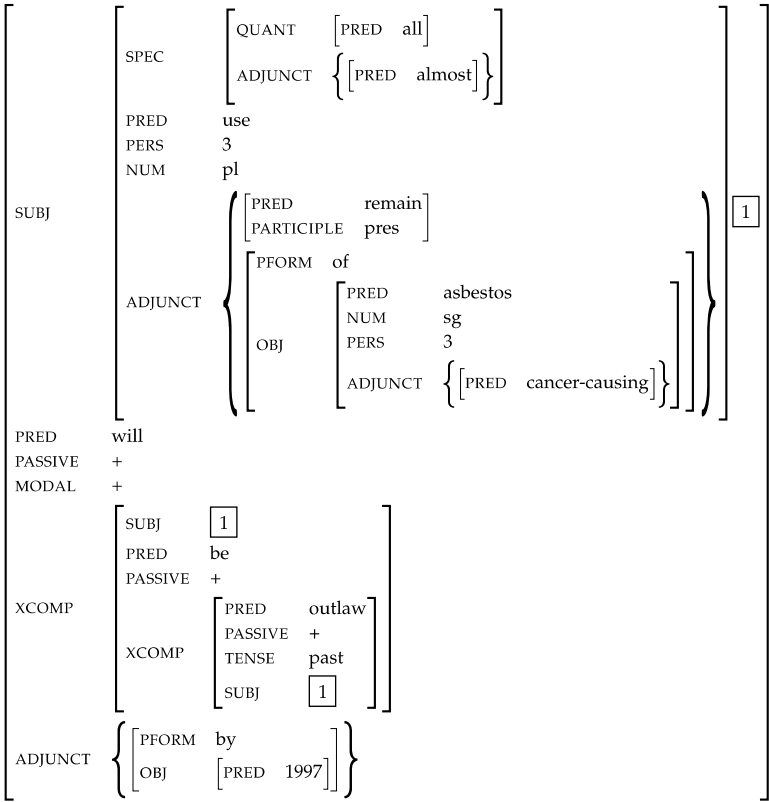 QUANT [PRED all]
SPEC
ADJUNCT {[PRED almost]}
PRED use
PERS 3
NUM pl
SUBJ 1
PRED remain
PARTICIPLE pres
PFORM of
ADJUNCT
PRED asbestos
NUM sg
OBJ PERS 3
ADJUNCT {[PRED cancer-causing]}
PRED will
PASSIVE +
MODAL +
SUBJ 1
PRED be
PASSIVE +
XCOMP
PRED outlaw
PASSIVE +
XCOMP TENSE past
SUBJ 1
PFORM by
ADJUNCT
OBJ [PRED 1997]